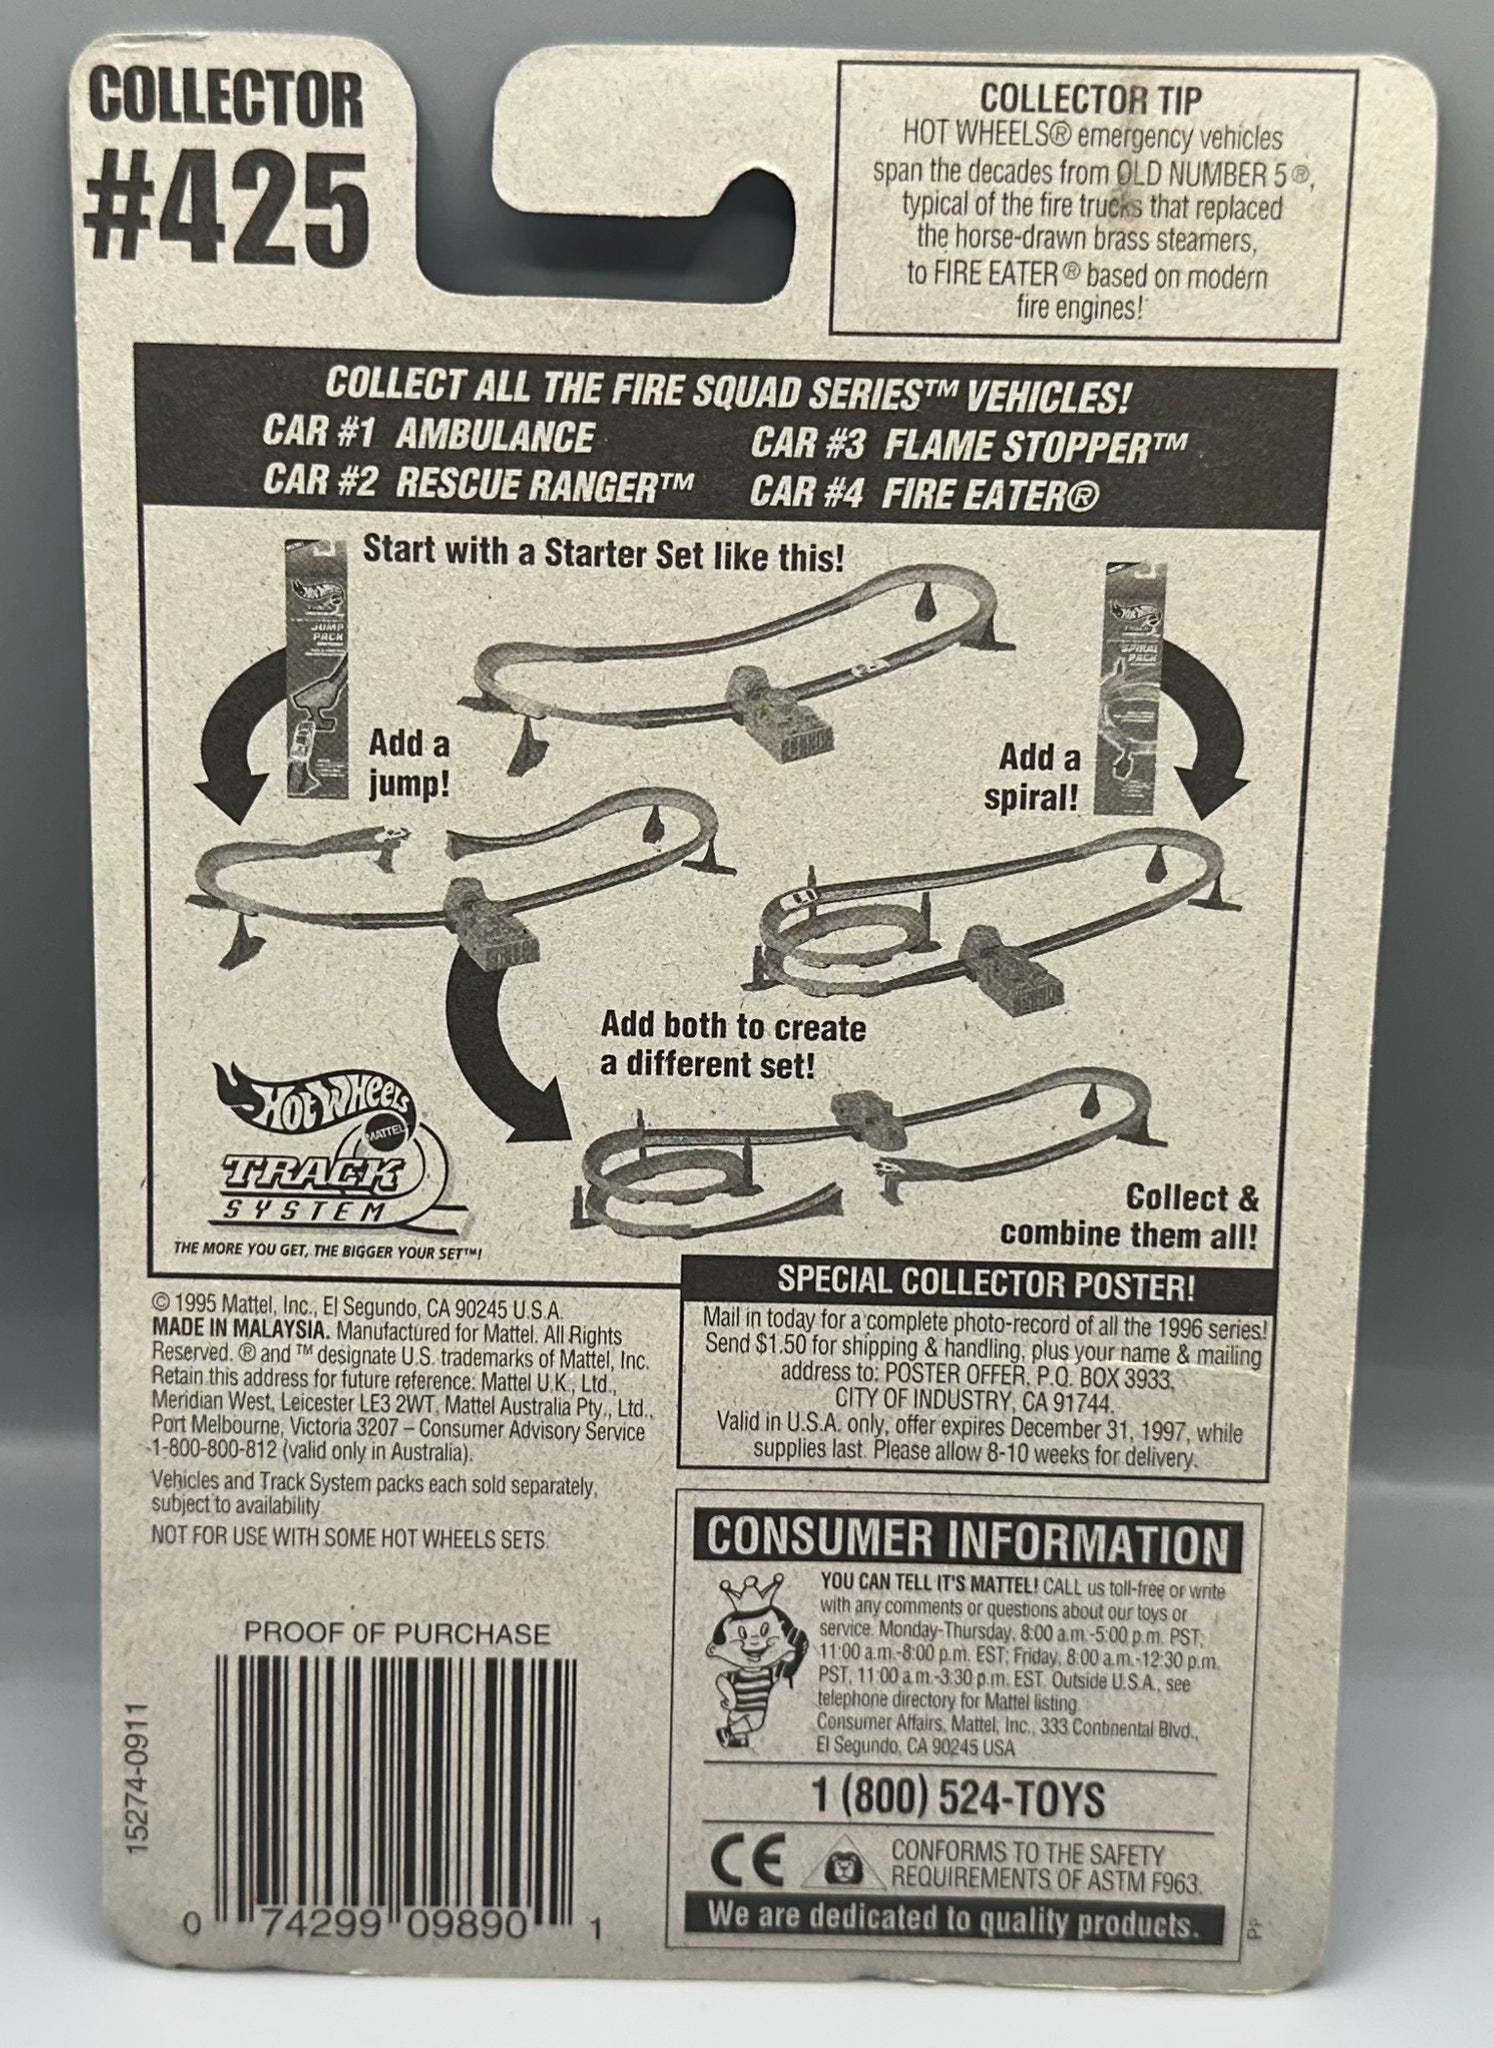 COLLECTOR
#425
COLLECTOR TIP
HOT WHEELS® emergency vehicles
span the decades from OLD NUMBER 5®,
typical of the fire trucks that replaced
the horse-drawn brass steamers,
to FIRE EATER® based on modern
fire engines!
COLLECT ALL THE FIRE SQUAD SERIES™ VEHICLES!
CAR #1 AMBULANCE
CAR #2 RESCUE RANGER™
CAR #3 FLAME STOPPER™
CAR #4 FIRE EATER®
Start with a Starter Set like this!
HOT WHEELS
JUMP
PACK
Add a
jump!
HOT WHEELS
SPIRAL
PACK
Add a
spiral!
Add both to create
a different set!
HOT WHEELS
MATTEL
TRACK
SYSTEM
THE MORE YOU GET, THE BIGGER YOUR SET™!
Collect &
combine them all!
© 1995 Mattel, Inc., El Segundo, CA 90245 U.S.A.
MADE IN MALAYSIA. Manufactured for Mattel. All Rights
Reserved. ® and ™ designate U.S. trademarks of Mattel, Inc.
Retain this address for future reference: Mattel U.K., Ltd.,
Meridian West, Leicester LE3 2WT. Mattel Australia Pty., Ltd.,
Port Melbourne, Victoria 3207 – Consumer Advisory Service
1-800-800-812 (valid only in Australia).
Vehicles and Track System packs each sold separately,
subject to availability.
NOT FOR USE WITH SOME HOT WHEELS SETS.
SPECIAL COLLECTOR POSTER!
Mail in today for a complete photo-record of all the 1996 series!
Send $1.50 for shipping & handling, plus your name & mailing
address to: POSTER OFFER, P.O. BOX 3933,
CITY OF INDUSTRY, CA 91744.
Valid in U.S.A. only, offer expires December 31, 1997, while
supplies last. Please allow 8-10 weeks for delivery.
CONSUMER INFORMATION
YOU CAN TELL IT'S MATTEL! CALL us toll-free or write
with any comments or questions about our toys or
service. Monday-Thursday, 8:00 a.m.-5:00 p.m. PST;
11:00 a.m.-8:00 p.m. EST; Friday, 8:00 a.m.-12:30 p.m.
PST, 11:00 a.m.-3:30 p.m. EST. Outside U.S.A., see
telephone directory for Mattel listing.
Consumer Affairs, Mattel, Inc., 333 Continental Blvd.,
El Segundo, CA 90245 USA
1 (800) 524-TOYS
CE
CONFORMS TO THE SAFETY
REQUIREMENTS OF ASTM F963.
We are dedicated to quality products.
PP
PROOF OF PURCHASE
0 74299 09890 1
15274-0911